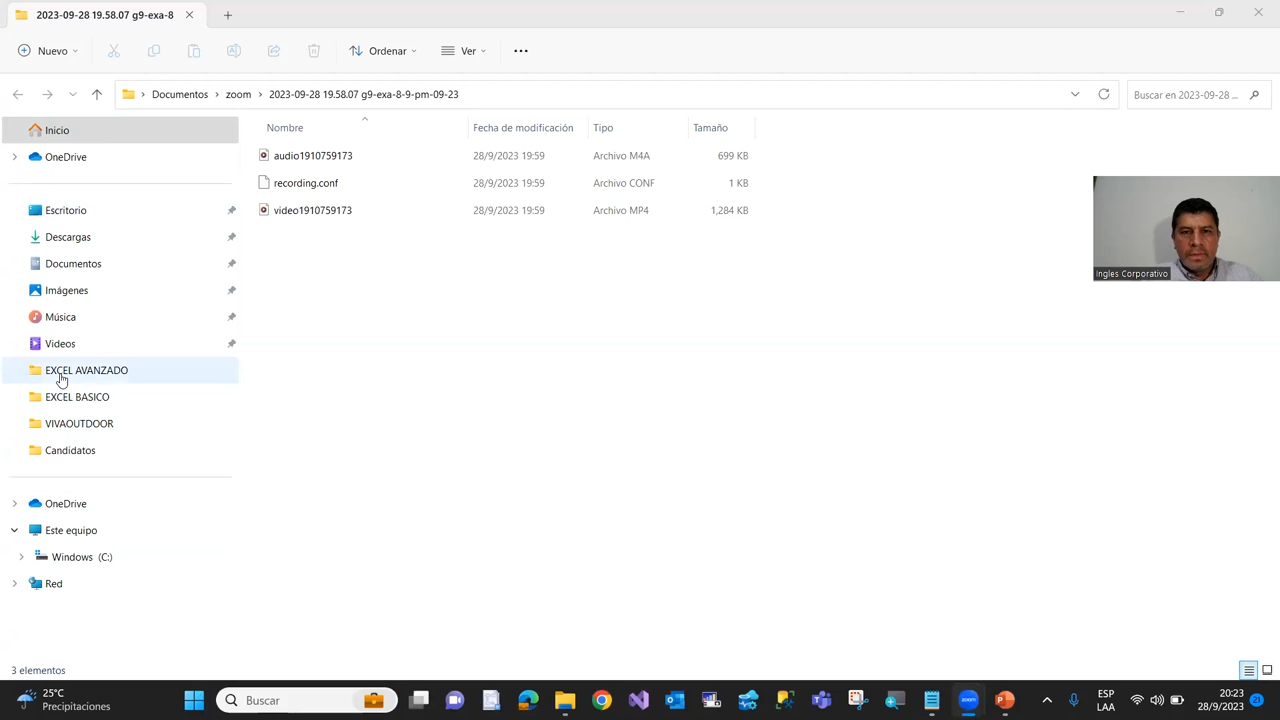 2023-09-28 19.58.07 g9-exa-8
Nuevo
Ordenar
Ver
Documentos > zoom > 2023-09-28 19.58.07 g9-exa-8-9-pm-09-23
Buscar en 2023-09-28 ...
Inicio
OneDrive
Escritorio
Descargas
Documentos
Imágenes
Música
Videos
EXCEL AVANZADO
EXCEL BASICO
VIVAOUTDOOR
Candidatos
OneDrive
Este equipo
Windows (C:)
Red
Nombre Fecha de modificación Tipo Tamaño
audio1910759173 28/9/2023 19:59 Archivo M4A 699 KB
recording.conf 28/9/2023 19:59 Archivo CONF 1 KB
video1910759173 28/9/2023 19:59 Archivo MP4 1,284 KB
Ingles Corporativo
3 elementos
25°C
Precipitaciones
Buscar
zoom
ESP
LAA
20:23
28/9/2023